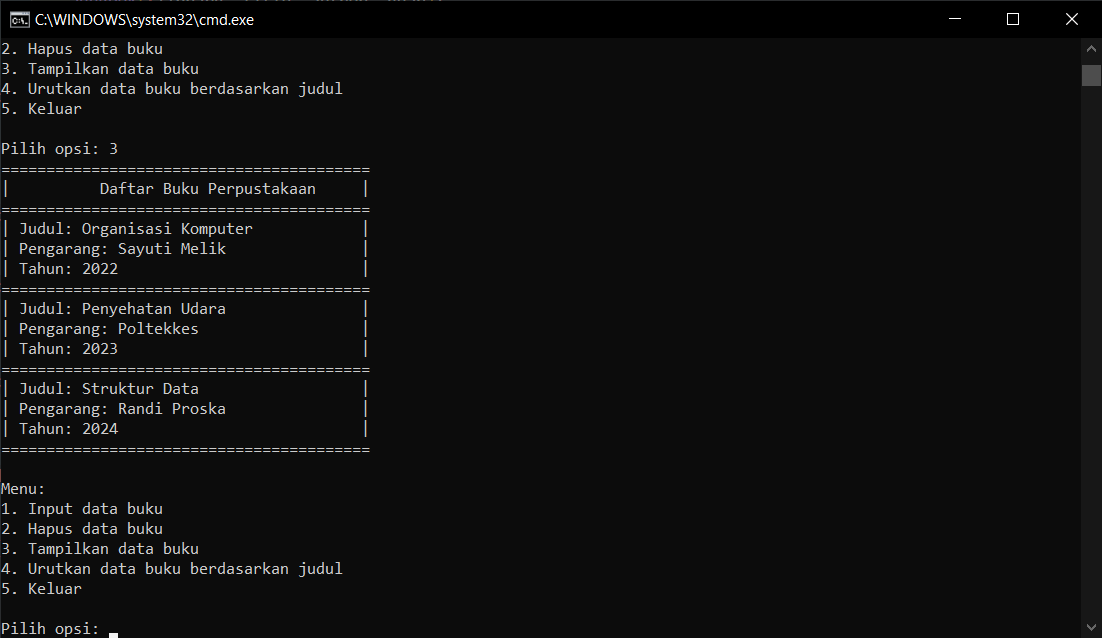 C:\WINDOWS\system32\cmd.exe
2. Hapus data buku
3. Tampilkan data buku
4. Urutkan data buku berdasarkan judul
5. Keluar
Pilih opsi: 3
=========================================
|          Daftar Buku Perpustakaan     |
=========================================
| Judul: Organisasi Komputer            |
| Pengarang: Sayuti Melik               |
| Tahun: 2022                           |
=========================================
| Judul: Penyehatan Udara               |
| Pengarang: Poltekkes                  |
| Tahun: 2023                           |
=========================================
| Judul: Struktur Data                  |
| Pengarang: Randi Proska               |
| Tahun: 2024                           |
=========================================
Menu:
1. Input data buku
2. Hapus data buku
3. Tampilkan data buku
4. Urutkan data buku berdasarkan judul
5. Keluar
Pilih opsi: